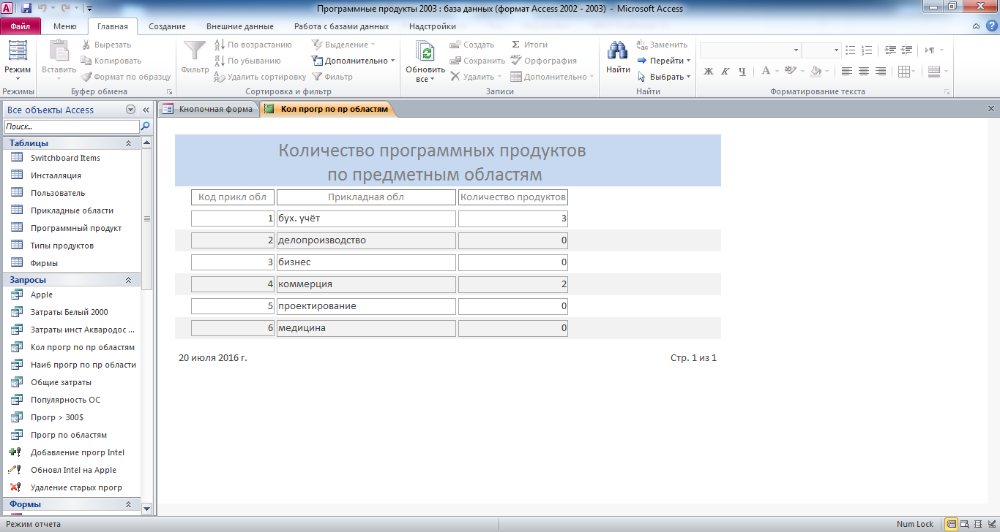 Программные продукты 2003 : база данных (формат Access 2002 - 2003) - Microsoft Access
Файл Меню Главная Создание Внешние данные Работа с базами данных Надстройки
Режим
Режимы
Вставить
Вырезать
Копировать
Формат по образцу
Буфер обмена
Фильтр
По возрастанию
По убыванию
Удалить сортировку
Выделение
Дополнительно
Фильтр
Сортировка и фильтр
Обновить
все
Создать
Сохранить
Удалить
Итоги
Орфография
Дополнительно
Записи
Найти
Заменить
Перейти
Выбрать
Найти
Ж К Ч А
Форматирование текста
Все объекты Access
Поиск...
Таблицы
Switchboard Items
Инсталляция
Пользователь
Прикладные области
Программный продукт
Типы продуктов
Фирмы
Запросы
Apple
Затраты Белый 2000
Затраты инст Аквародос ...
Кол прогр по пр областям
Наиб прогр по пр области
Общие затраты
Популярность ОС
Прогр > 300$
Прогр по областям
Добавление прогр Intel
Обновл Intel на Apple
Удаление старых прогр
Формы
Кнопочная форма Кол прогр по пр областям
Количество программных продуктов
по предметным областям
Код прикл обл Прикладная обл Количество продуктов
1 бух. учёт 3
2 делопроизводство 0
3 бизнес 0
4 коммерция 2
5 проектирование 0
6 медицина 0
20 июля 2016 г. Стр. 1 из 1
Режим отчета Num Lock